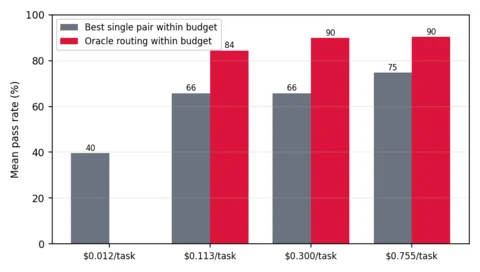 Mean pass rate (%)
100
80
60
40
20
0
Best single pair within budget
Oracle routing within budget
40
66
84
66
90
75
90
$0.012/task
$0.113/task
$0.300/task
$0.755/task